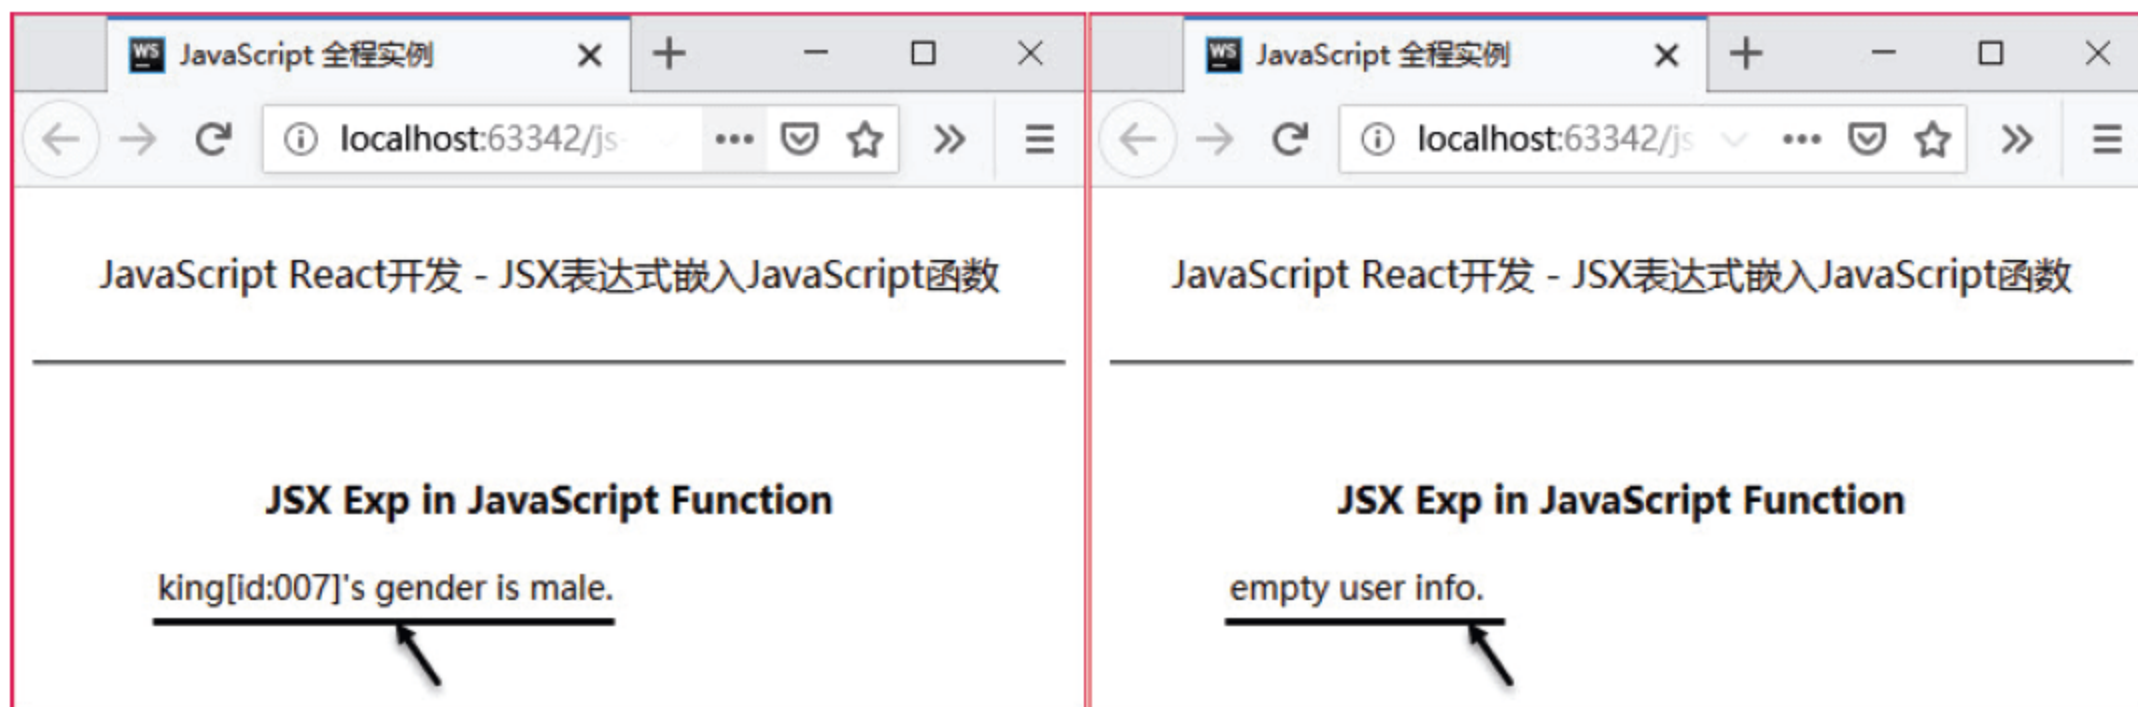 WS JavaScript 全程实例
localhost:63342/js-
JavaScript React开发 - JSX表达式嵌入JavaScript函数
JSX Exp in JavaScript Function
king[id:007]'s gender is male.
WS JavaScript 全程实例
localhost:63342/js
JavaScript React开发 - JSX表达式嵌入JavaScript函数
JSX Exp in JavaScript Function
empty user info.